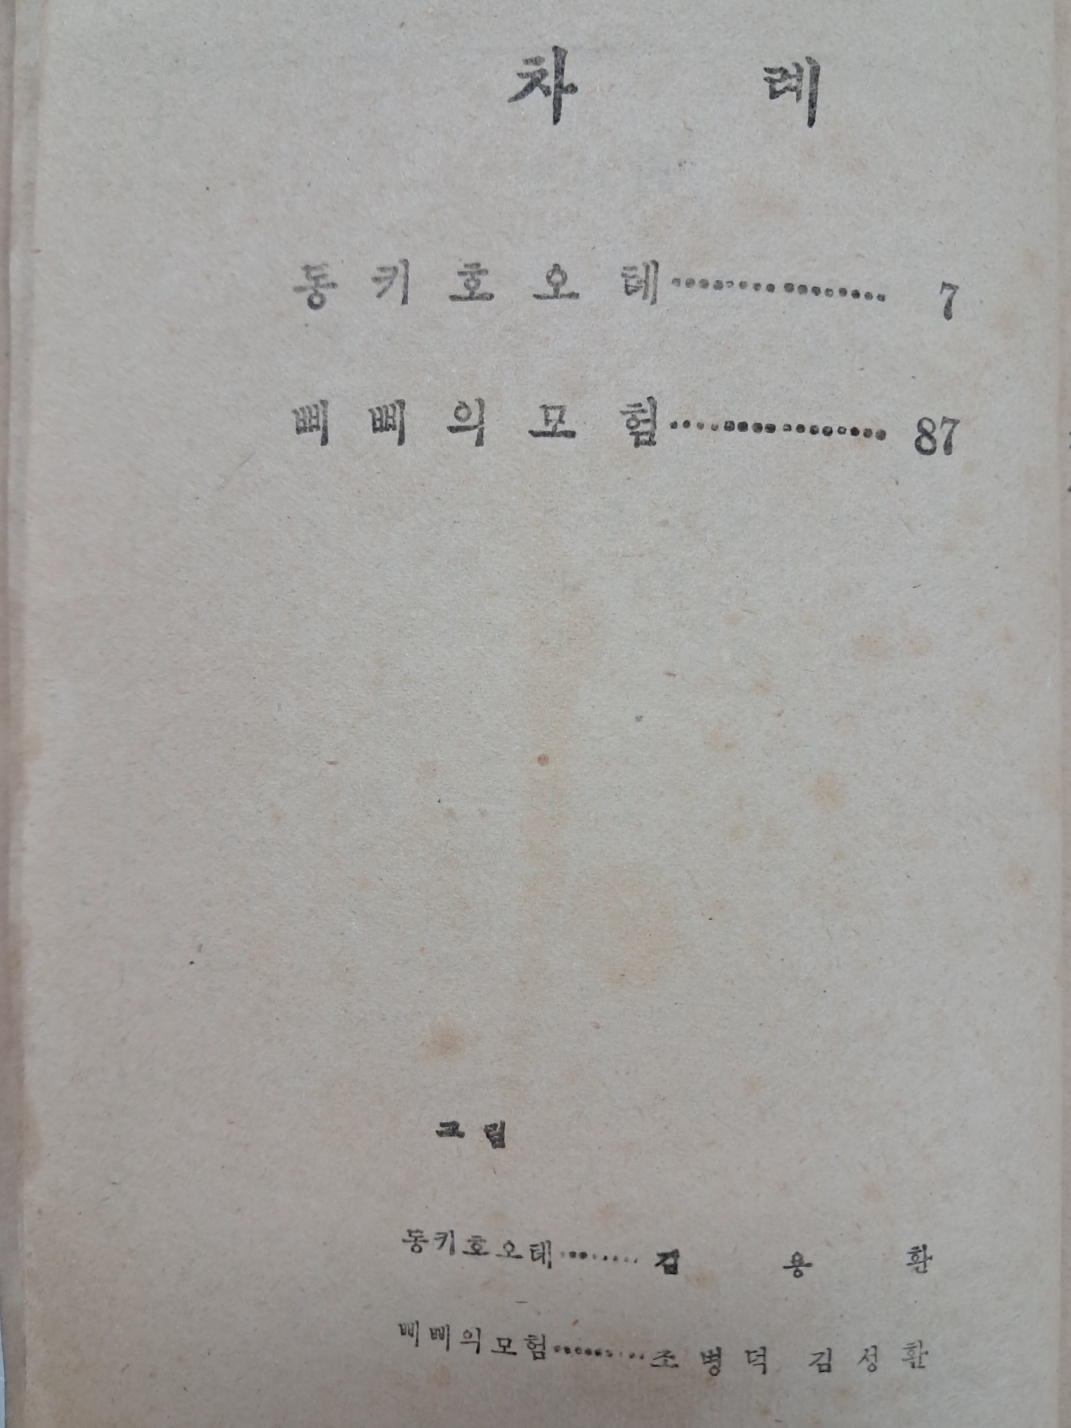 차 례
동 키 호 오 테 ・・・・・・・・・・・・・・・・ 7
삐 삐 의 모 험 ・・・・・・・・・・・・・・・・ 87
그 림
동키호오테 ・・・・・・・・ 김 용 환
삐삐의모험 ・・・・・・・・・・ 조 병 덕 김 성 환